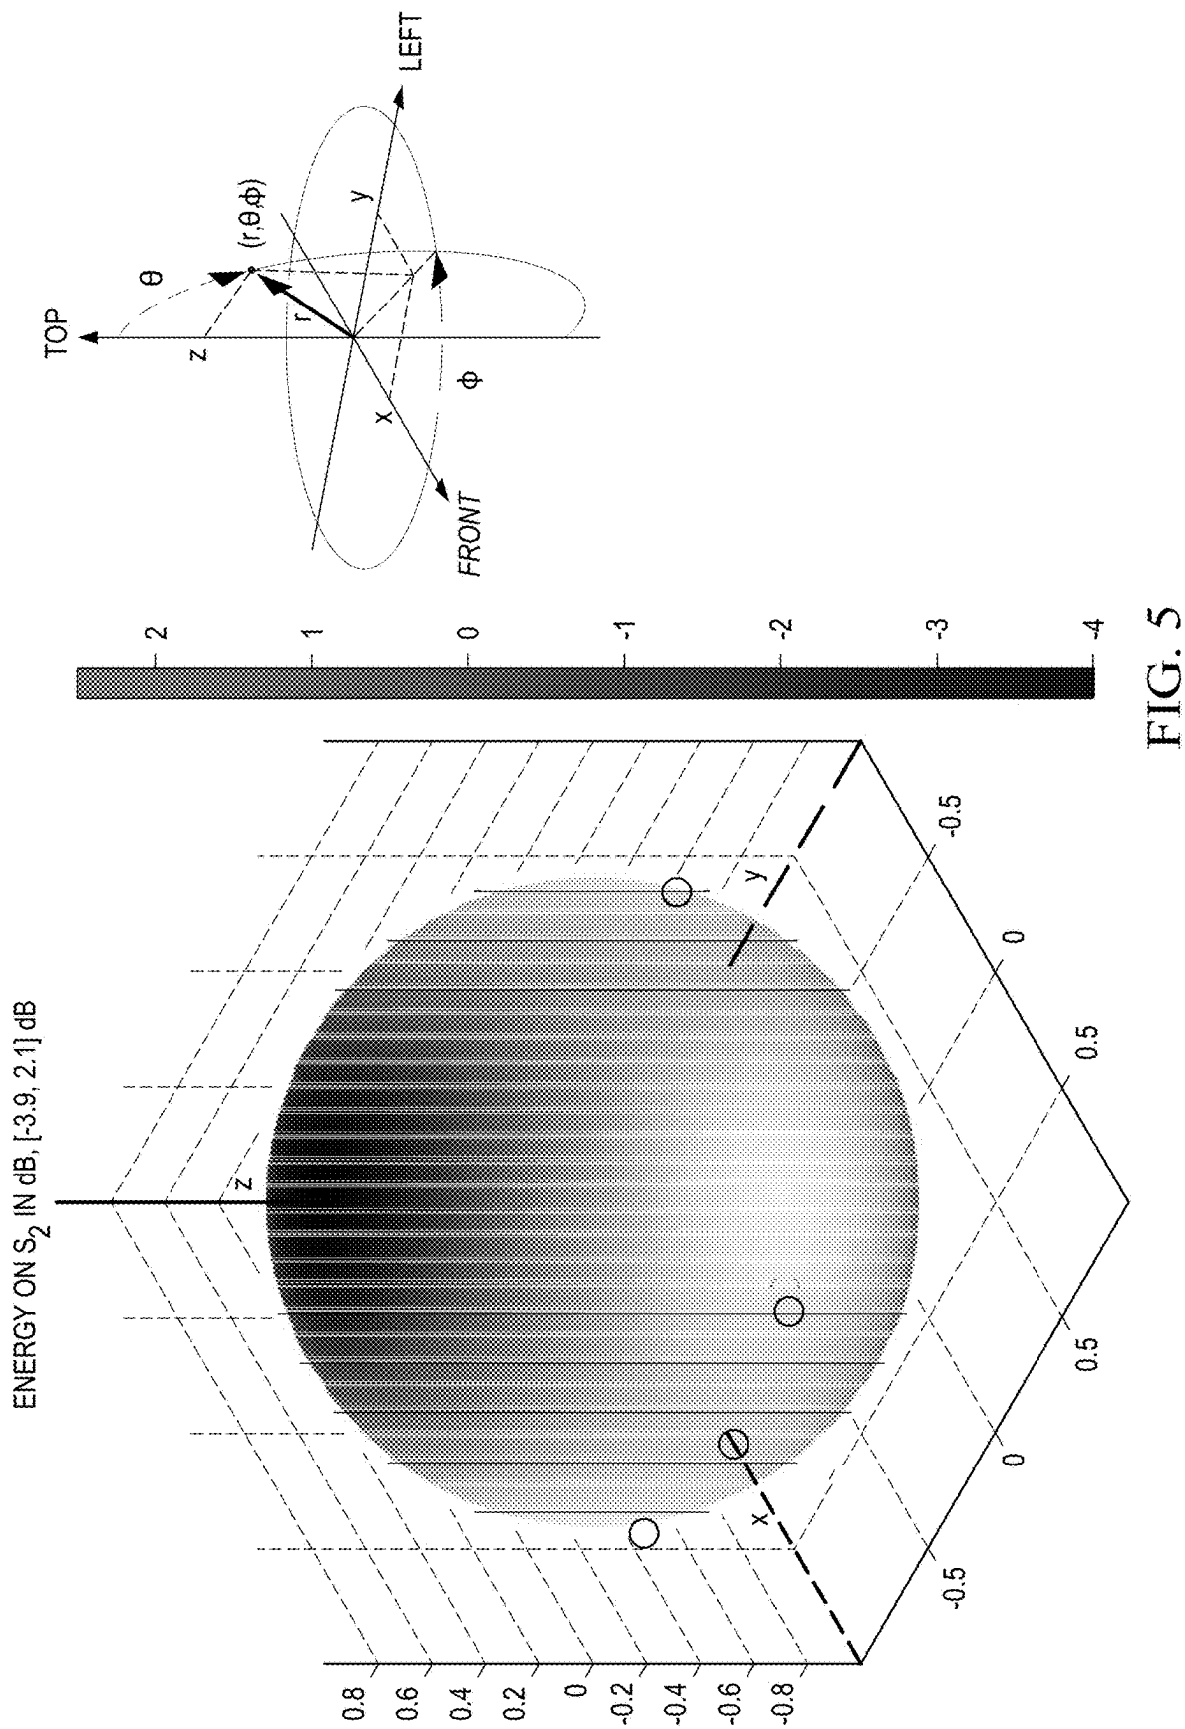 ENERGY ON S2 IN dB, [-3.9, 2.1] dB
z
0.8
0.6
0.4
0.2
0
-0.2
-0.4
-0.6
-0.8
x
y
-0.5
0
0.5
0.5
0
-0.5
2
1
0
-1
-2
-3
-4
TOP
θ
(r,θ,ϕ)
z
r
y
LEFT
x
ϕ
FRONT
FIG. 5